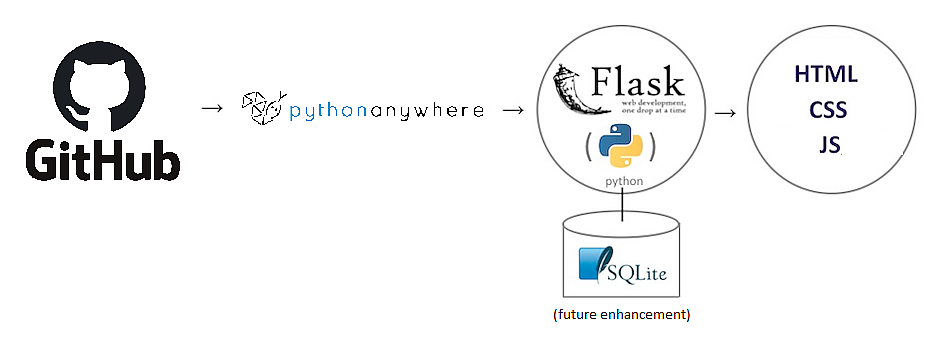 GitHub
pythonanywhere
Flask
web development,
one drop at a time
( )
python
HTML
CSS
JS
SQLite
(future enhancement)